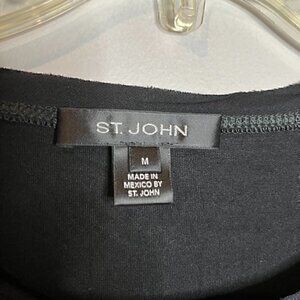 ST. JOHN
M
MADE IN
MEXICO BY
ST. JOHN